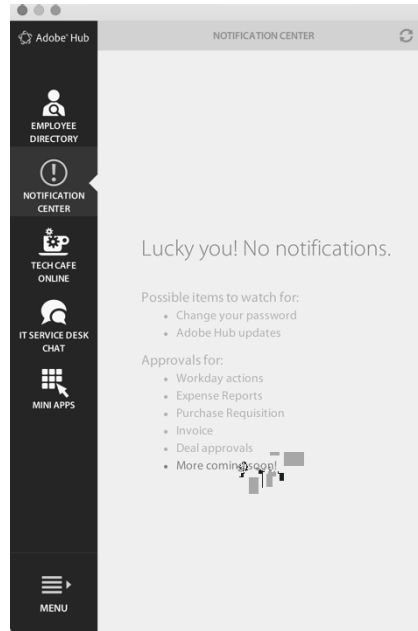 Adobe® Hub
NOTIFICATION CENTER
EMPLOYEE
DIRECTORY
NOTIFICATION
CENTER
TECH CAFE
ONLINE
IT SERVICE DESK
CHAT
MINI APPS
MENU
Lucky you! No notifications.
Possible items to watch for:
• Change your password
• Adobe Hub updates
Approvals for:
• Workday actions
• Expense Reports
• Purchase Requisition
• Invoice
• Deal approvals
• More coming soon!